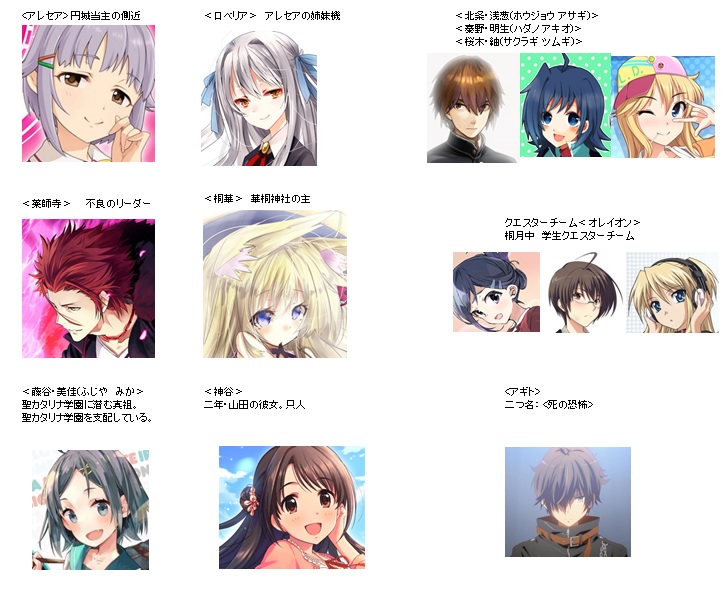 <アレセア>円城当主の側近
<ロベリア> アレセアの姉妹機
<北条・浅葱(ホウジョウ アサギ)>
<秦野・明生(ハダノ アキオ)>
<桜木・紬(サクラギ ツムギ)>
L.D.
<薬師寺> 不良のリーダー
<桐華> 華桐神社の主
クエスターチーム<オレイオン>
桐月中 学生クエスターチーム
<藤谷・美佳(ふじや みか>
聖カタリナ学園に潜む真祖。
聖カタリナ学園を支配している。
<神谷>
二年・山田の彼女。只人
<アギト>
二つ名：<死の恐怖>